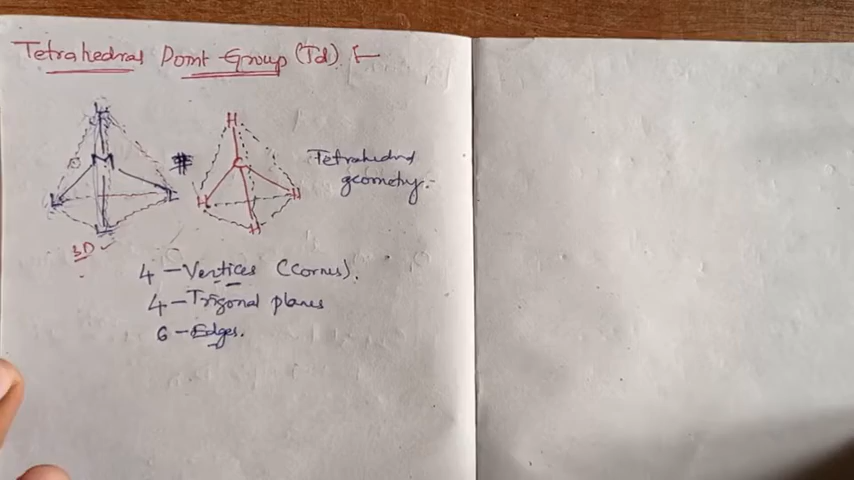 Tetrahedral Point Group (Td) :-
L
M
L
L
L
3D
H
C
H
H
H
Tetrahedral
geometry:-
4 - Vertices (Corners).
4 - Trigonal planes
6 - Edges.